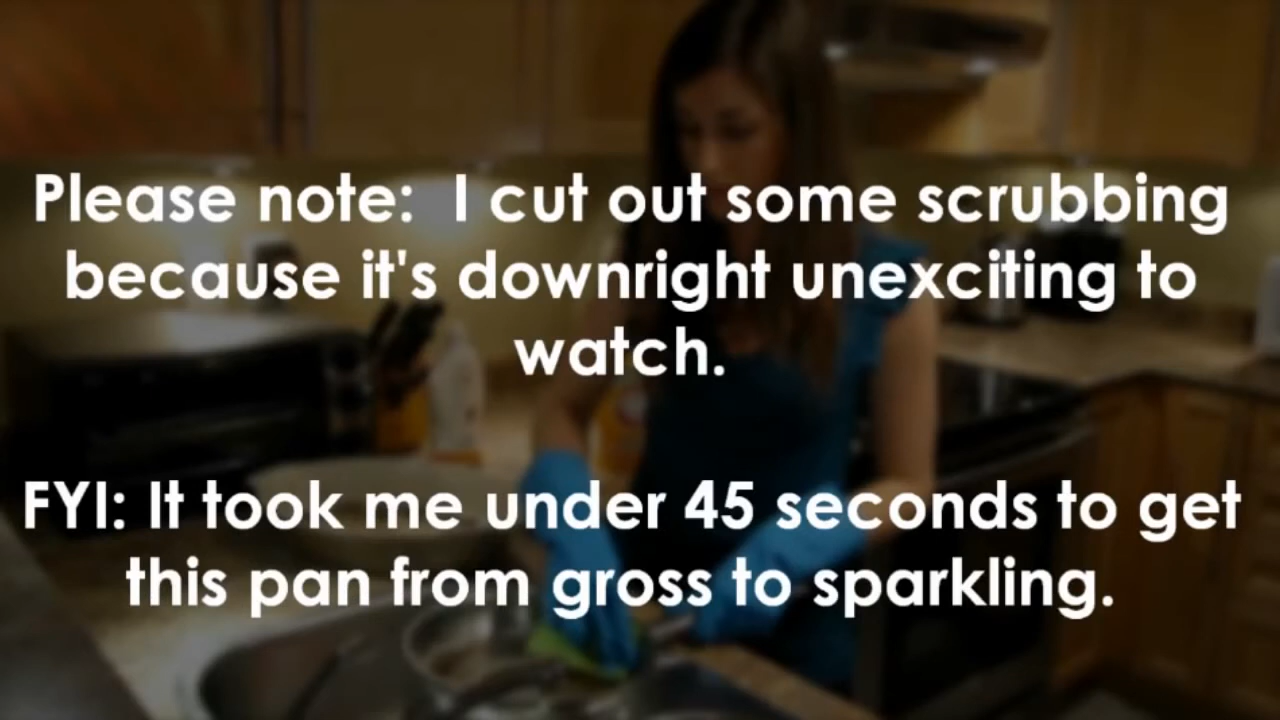 Please note:  I cut out some scrubbing
because it's downright unexciting to
watch.
FYI: It took me under 45 seconds to get
this pan from gross to sparkling.